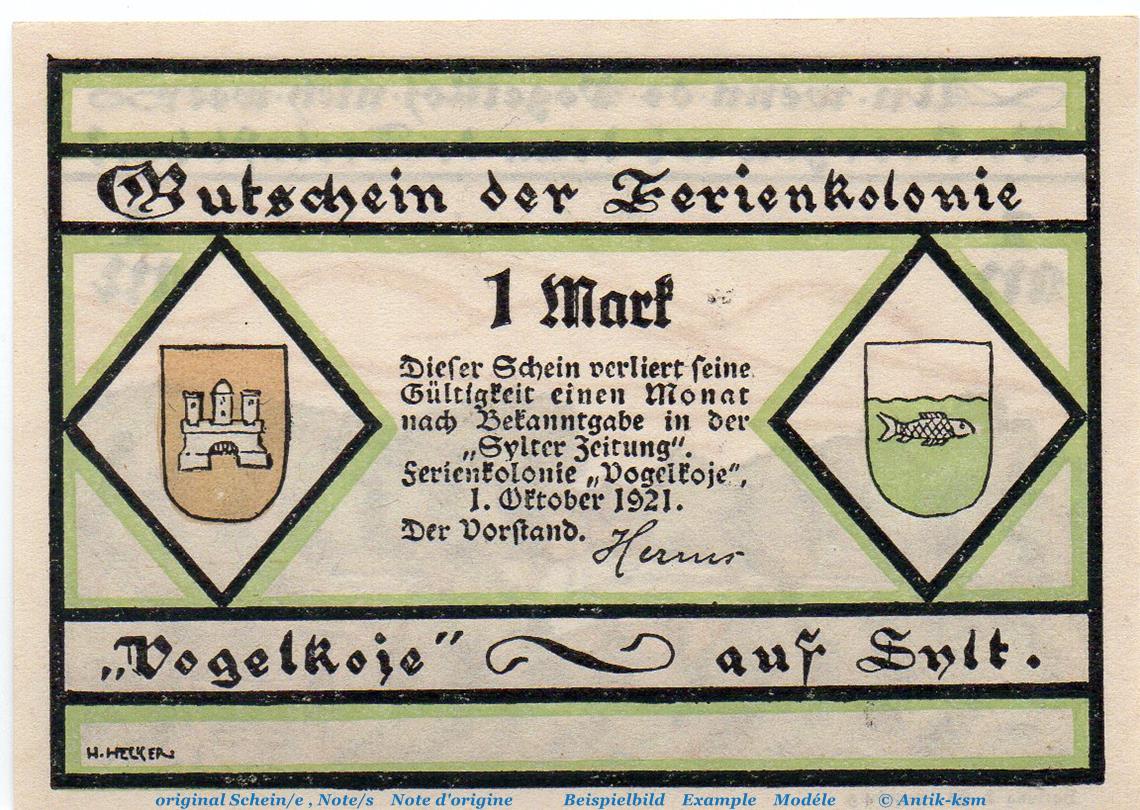 Gutschein der Ferienkolonie
1 Mark
Dieser Schein verliert seine
Gültigkeit einen Monat
nach Bekanntgabe in der
„Sylter Zeitung".
Ferienkolonie „Vogelkoje",
1. Oktober 1921.
Der Vorstand.
„Vogelkoje" auf Sylt.
H. HECKER
original Schein/e , Note/s Note d'origine Beispielbild Example Modéle © Antik-ksm